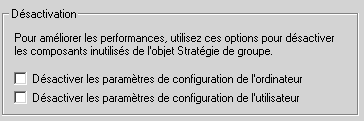 Désactivation
Pour améliorer les performances, utilisez ces options pour désactiver
les composants inutilisés de l'objet Stratégie de groupe.
Désactiver les paramètres de configuration de l'ordinateur
Désactiver les paramètres de configuration de l'utilisateur